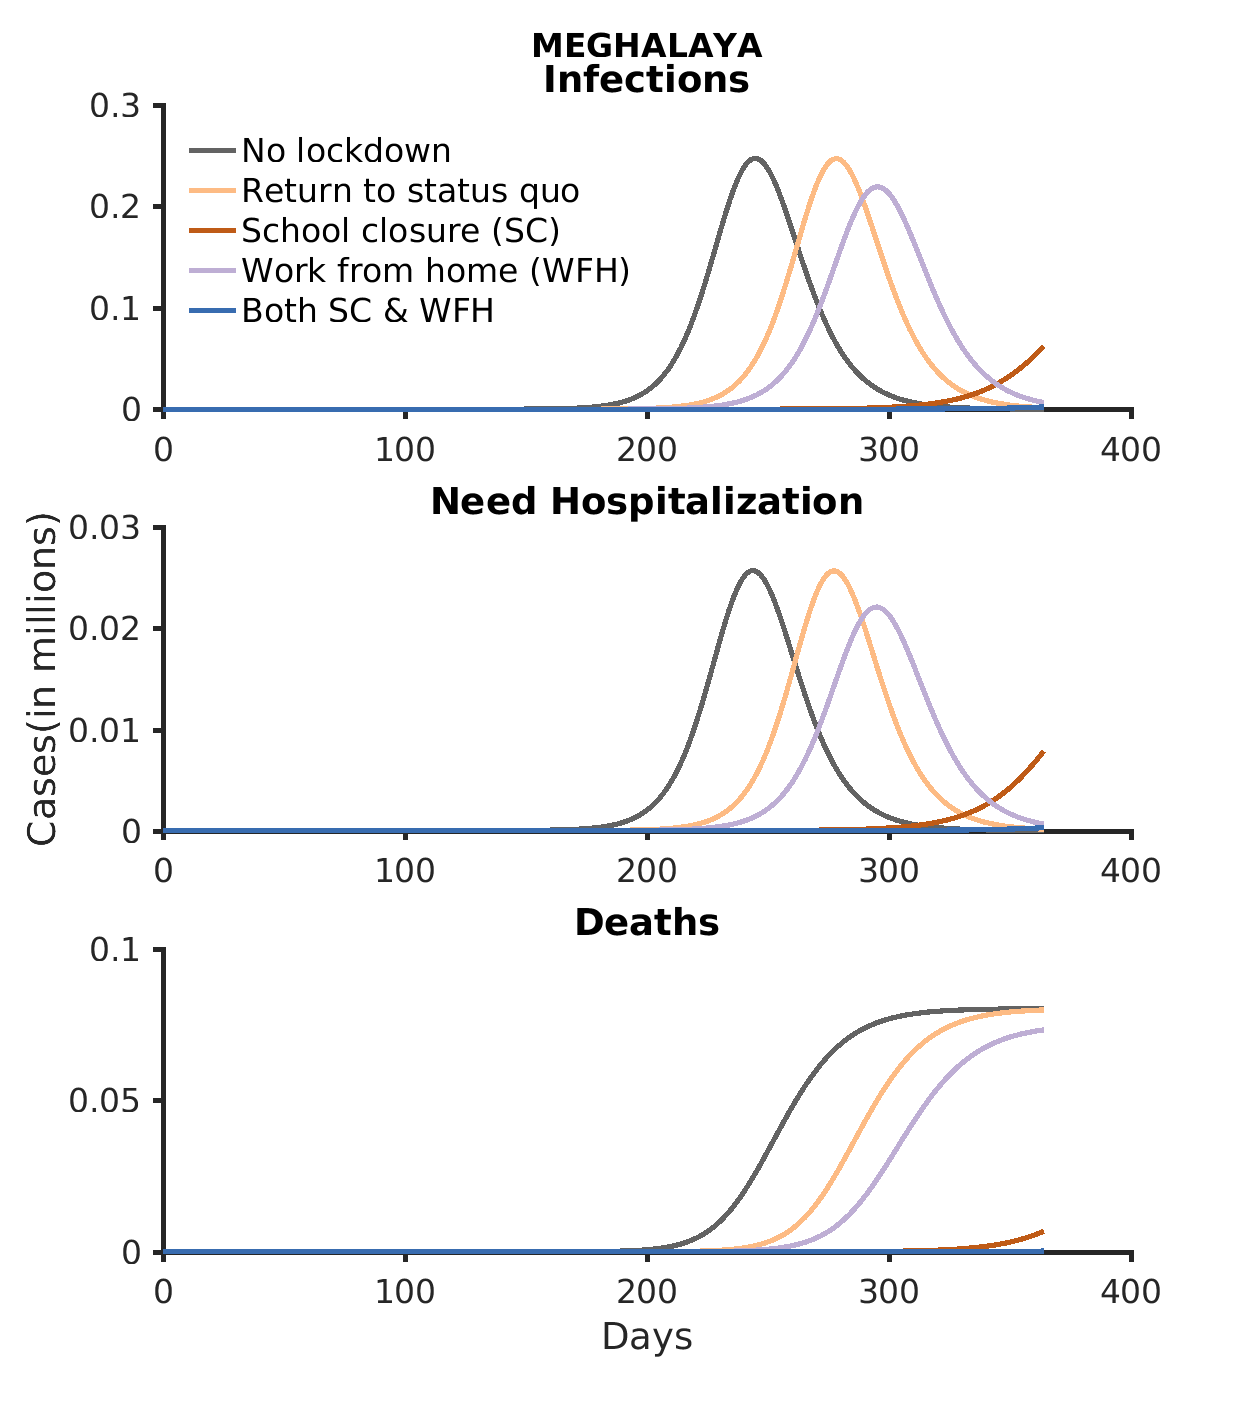 MEGHALAYA
Infections
0.3
0.2
0.1
0
No lockdown
Return to status quo
School closure (SC)
Work from home (WFH)
Both SC & WFH
0 100 200 300 400
Need Hospitalization
Cases(in millions)
0.03
0.02
0.01
0
0 100 200 300 400
Deaths
0.1
0.05
0
0 100 200 300 400
Days